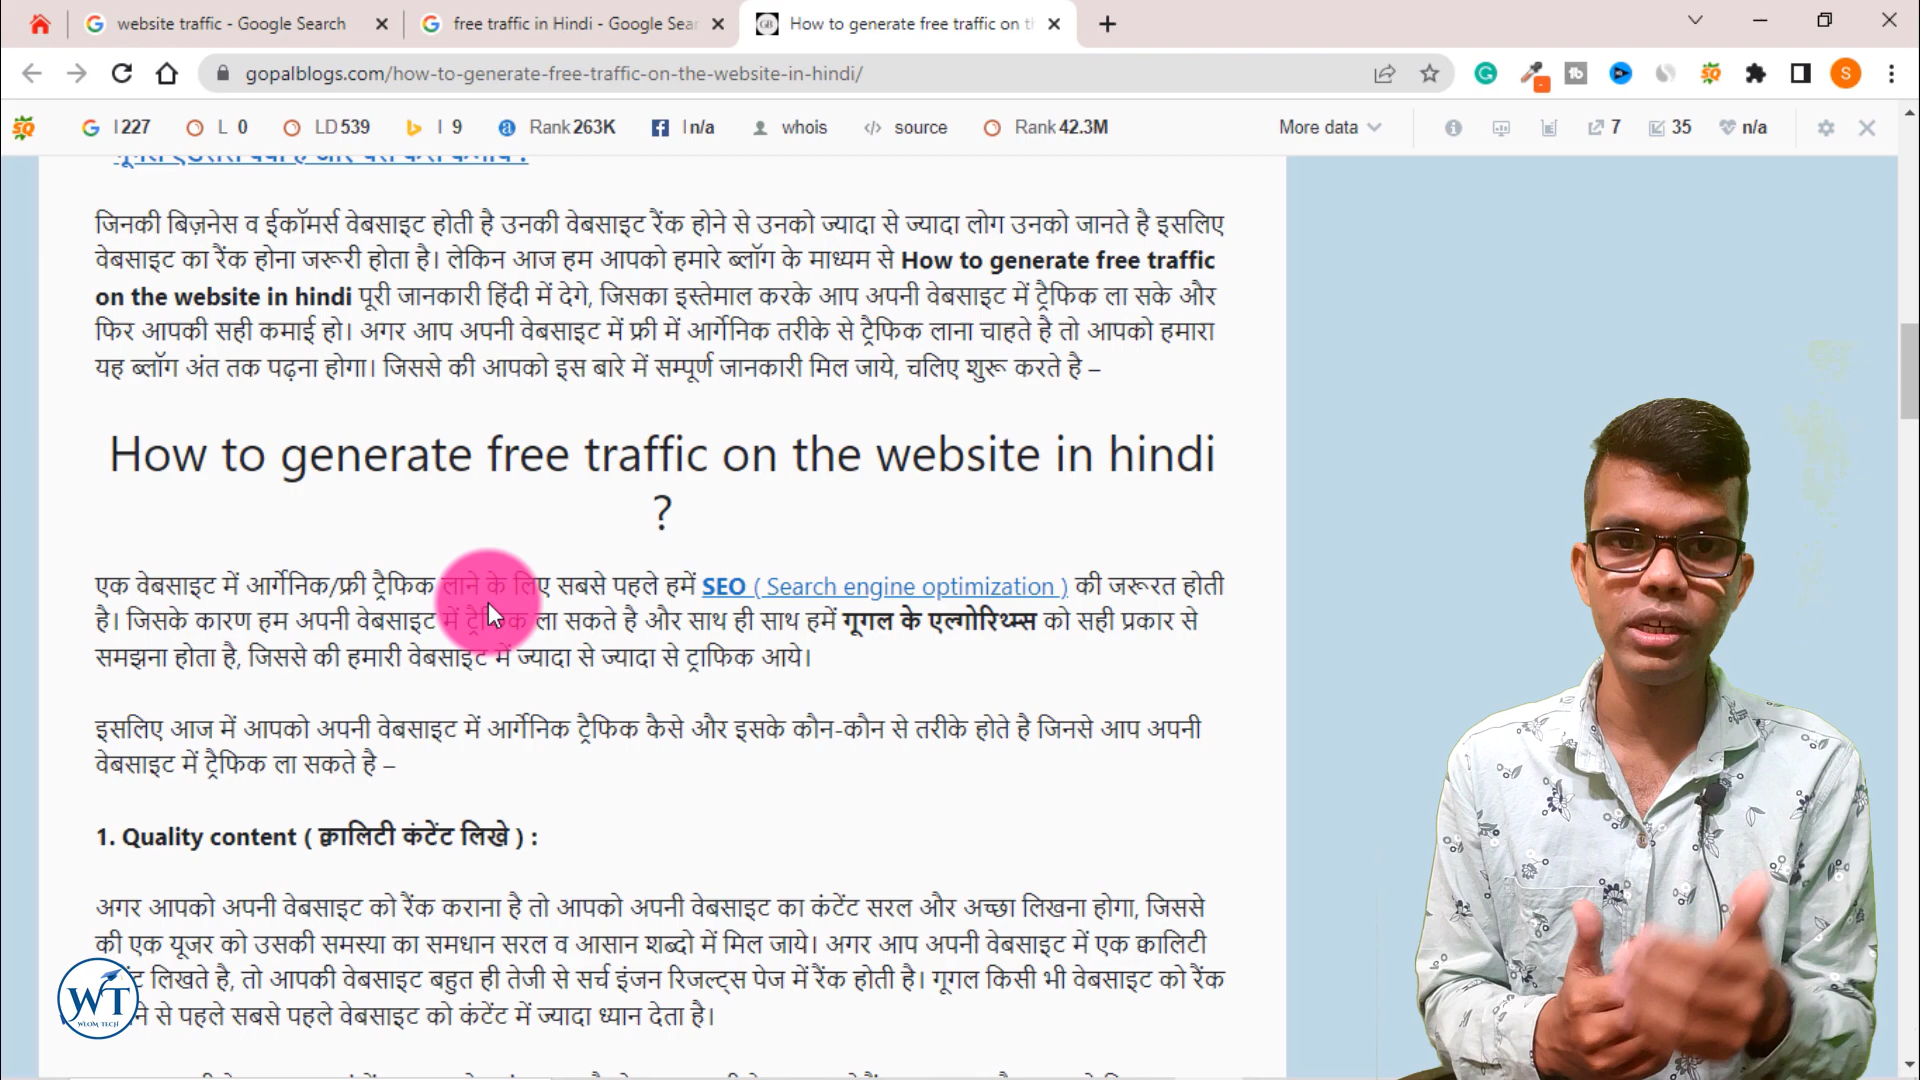 website traffic - Google Search
free traffic in Hindi - Google Sear
How to generate free traffic on th
gopalblogs.com/how-to-generate-free-traffic-on-the-website-in-hindi/
I 227
L 0
LD 539
I 9
Rank 263K
I n/a
whois
source
Rank 42.3M
More data
7
35
n/a
जिनकी बिज़नेस व ईकॉमर्स वेबसाइट होती है उनकी वेबसाइट रैंक होने से उनको ज्यादा से ज्यादा लोग उनको जानते है इसलिए
वेबसाइट का रैंक होना जरूरी होता है। लेकिन आज हम आपको हमारे ब्लॉग के माध्यम से How to generate free traffic
on the website in hindi पूरी जानकारी हिंदी में देगे, जिसका इस्तेमाल करके आप अपनी वेबसाइट में ट्रैफिक ला सके और
फिर आपकी सही कमाई हो। अगर आप अपनी वेबसाइट में फ्री में आर्गेनिक तरीके से ट्रैफिक लाना चाहते है तो आपको हमारा
यह ब्लॉग अंत तक पढ़ना होगा। जिससे की आपको इस बारे में सम्पूर्ण जानकारी मिल जाये, चलिए शुरू करते है –
How to generate free traffic on the website in hindi
?
एक वेबसाइट में आर्गेनिक/फ्री ट्रैफिक लाने के लिए सबसे पहले हमें SEO ( Search engine optimization ) की जरूरत होती
है। जिसके कारण हम अपनी वेबसाइट में ट्रैफिक ला सकते है और साथ ही साथ हमें गूगल के एल्गोरिथ्म्स को सही प्रकार से
समझना होता है, जिससे की हमारी वेबसाइट में ज्यादा से ज्यादा से ट्राफिक आये।
इसलिए आज में आपको अपनी वेबसाइट में आर्गेनिक ट्रैफिक कैसे और इसके कौन-कौन से तरीके होते है जिनसे आप अपनी
वेबसाइट में ट्रैफिक ला सकते है –
1. Quality content ( क्वालिटी कंटेंट लिखे ) :
अगर आपको अपनी वेबसाइट को रैंक कराना है तो आपको अपनी वेबसाइट का कंटेंट सरल और अच्छा लिखना होगा, जिससे
की एक यूजर को उसकी समस्या का समधान सरल व आसान शब्दो में मिल जाये। अगर आप अपनी वेबसाइट में एक क्वालिटी
लिखते है, तो आपकी वेबसाइट बहुत ही तेजी से सर्च इंजन रिजल्ट्स पेज में रैंक होती है। गूगल किसी भी वेबसाइट को रैंक
से पहले सबसे पहले वेबसाइट को कंटेंट में ज्यादा ध्यान देता है।
WT
WEOM TECH